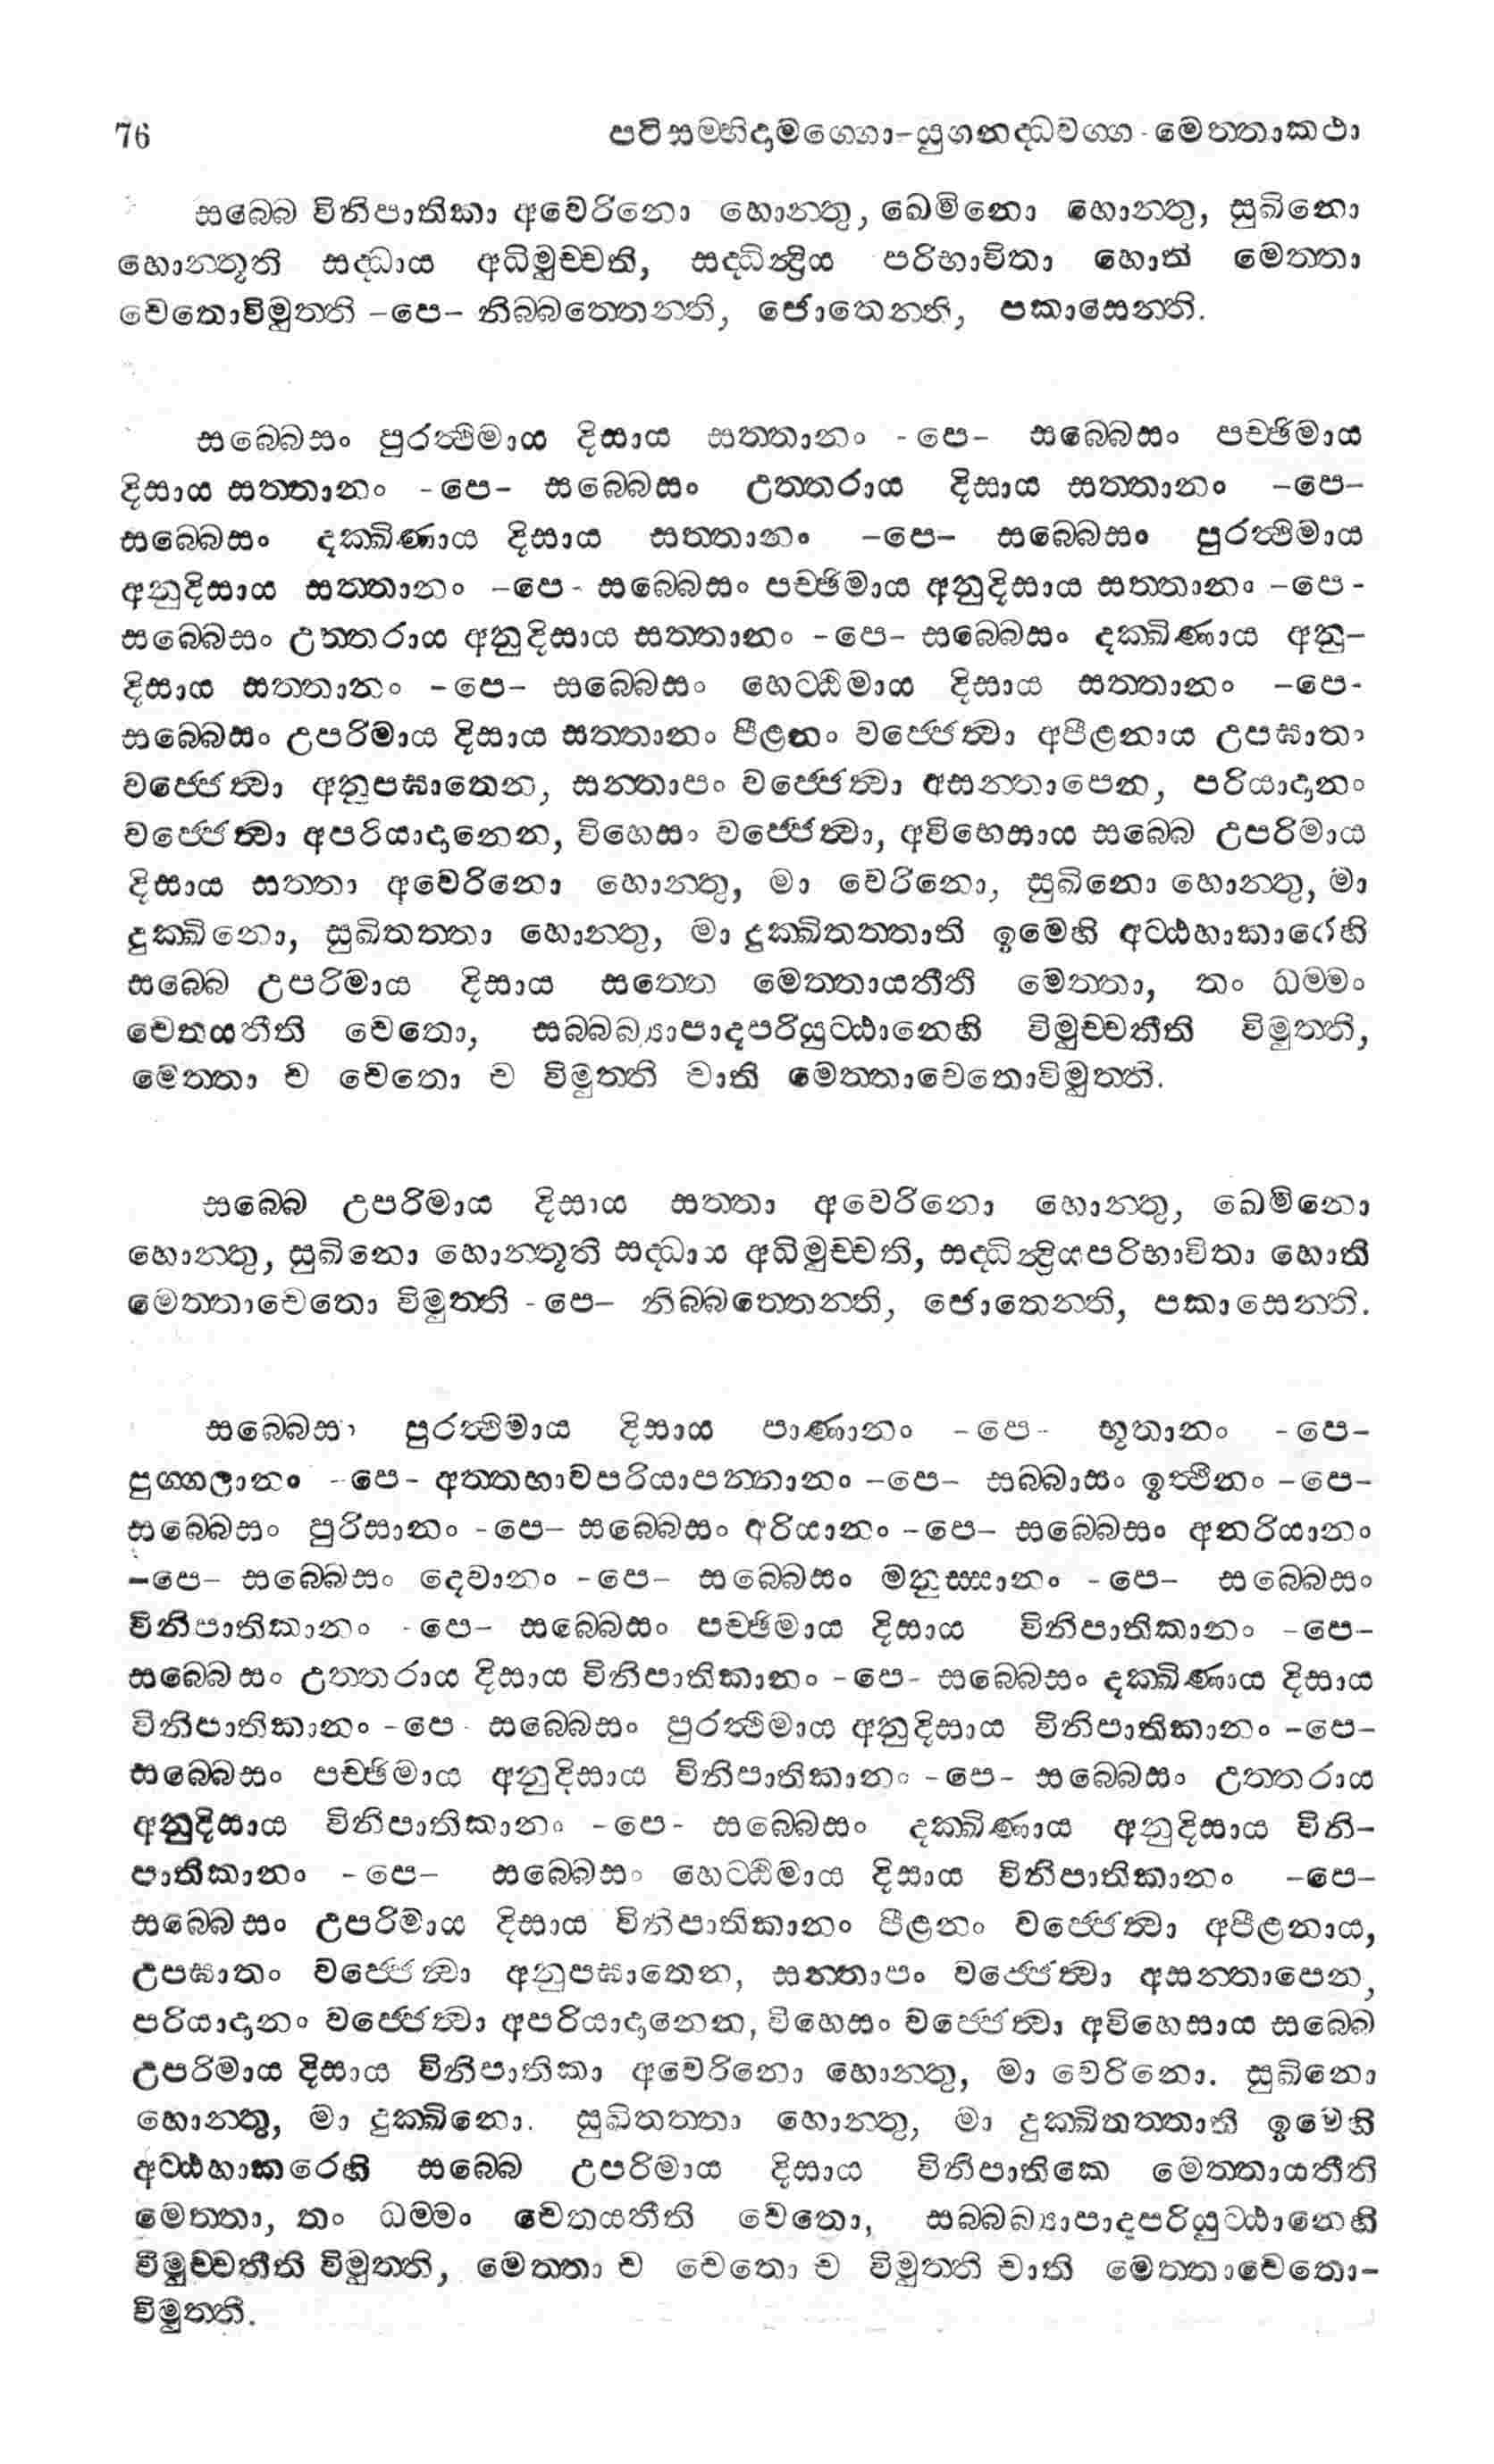 76 පටිසම්භිදාමග්ගො-යුගනද්ධවග්ග - මෙත්තාකථා
සබ්බෙ විනිපාතිකා අවෙරිනො හොන්තු, ඛෙමිනො හොන්තු, සුඛිනො
හොන්තූති සද්ධාය අධිමුච්චති, සද්ධින්ද්‍රිය පරිභාවිතා හොති මෙත්තා
චෙතොවිමුත්ති -පෙ- නිබ්බත්තෙන්ති, ජොතෙන්ති, පකාසෙන්ති.
සබ්බෙසං පුරත්ථිමාය දිසාය සත්තානං -පෙ- සබ්බෙසං පච්ඡිමාය
දිසාය සත්තානං -පෙ- සබ්බෙසං උත්තරාය දිසාය සත්තානං -පෙ-
සබ්බෙසං දක්ඛිණාය දිසාය සත්තානං -පෙ- සබ්බෙසං පුරත්ථිමාය
අනුදිසාය සත්තානං -පෙ- සබ්බෙසං පච්ඡිමාය අනුදිසාය සත්තානං -පෙ-
සබ්බෙසං උත්තරාය අනුදිසාය සත්තානං -පෙ- සබ්බෙසං දක්ඛිණාය අනු-
දිසාය සත්තානං -පෙ- සබ්බෙසං හෙට්ඨිමාය දිසාය සත්තානං -පෙ-
සබ්බෙසං උපරිමාය දිසාය සත්තානං පීළනං වජ්ජෙත්වා අපීළනාය උපඝාතං
වජ්ජෙත්වා අනුපඝාතෙන, සන්තාපං වජ්ජෙත්වා අසන්තාපෙන, පරියාදානං
වජ්ජෙත්වා අපරියාදානෙන, විහෙසං වජ්ජෙත්වා, අවිහෙසාය සබ්බෙ උපරිමාය
දිසාය සත්තා අවෙරිනො හොන්තු, මා වෙරිනො, සුඛිනො හොන්තු, මා
දුක්ඛිනො, සුඛිතත්තා හොන්තු, මා දුක්ඛිතත්තාති ඉමෙහි අට්ඨහාකාරෙහි
සබ්බෙ උපරිමාය දිසාය සත්තෙ මෙත්තායතීති මෙත්තා, තං ධම්මං
චෙතයතීති චෙතො, සබ්බබ්‍යාපාදපරියුට්ඨානෙහි විමුච්චතීති විමුත්ති,
මෙත්තා ච චෙතො ච විමුත්ති චාති මෙත්තාචෙතොවිමුත්ති.
සබ්බෙ උපරිමාය දිසාය සත්තා අවෙරිනො හොන්තු, ඛෙමිනො
හොන්තු, සුඛිනො හොන්තූති සද්ධාය අධිමුච්චති, සද්ධින්ද්‍රියපරිභාවිතා හොති
මෙත්තාචෙතො විමුත්ති -පෙ- නිබ්බත්තෙන්ති, ජොතෙන්ති, පකාසෙන්ති.
සබ්බෙසං පුරත්ථිමාය දිසාය පාණානං -පෙ- භූතානං -පෙ-
පුග්ගලානං -පෙ- අත්තභාවපරියාපන්නානං -පෙ- සබ්බාසං ඉත්ථීනං -පෙ-
සබ්බෙසං පුරිසානං -පෙ- සබ්බෙසං අරියානං -පෙ- සබ්බෙසං අනරියානං
-පෙ- සබ්බෙසං දෙවානං -පෙ- සබ්බෙසං මනුස්සානං -පෙ- සබ්බෙසං
විනිපාතිකානං -පෙ- සබ්බෙසං පච්ඡිමාය දිසාය විනිපාතිකානං -පෙ-
සබ්බෙසං උත්තරාය දිසාය විනිපාතිකානං -පෙ- සබ්බෙසං දක්ඛිණාය දිසාය
විනිපාතිකානං -පෙ- සබ්බෙසං පුරත්ථිමාය අනුදිසාය විනිපාතිකානං -පෙ-
සබ්බෙසං පච්ඡිමාය අනුදිසාය විනිපාතිකානං -පෙ- සබ්බෙසං උත්තරාය
අනුදිසාය විනිපාතිකානං -පෙ- සබ්බෙසං දක්ඛිණාය අනුදිසාය විනි-
පාතිකානං -පෙ- සබ්බෙසං හෙට්ඨිමාය දිසාය විනිපාතිකානං -පෙ-
සබ්බෙසං උපරිමාය දිසාය විනිපාතිකානං පීළනං වජ්ජෙත්වා අපීළනාය,
උපඝාතං වජ්ජෙත්වා අනුපඝාතෙන, සන්තාපං වජ්ජෙත්වා අසන්තාපෙන,
පරියාදානං වජ්ජෙත්වා අපරියාදානෙන, විහෙසං වජ්ජෙත්වා අවිහෙසාය සබ්බෙ
උපරිමාය දිසාය විනිපාතිකා අවෙරිනො හොන්තු, මා වෙරිනො. සුඛිනො
හොන්තු, මා දුක්ඛිනො. සුඛිතත්තා හොන්තු, මා දුක්ඛිතත්තාති ඉමෙහි
අට්ඨහාකරෙහි සබ්බෙ උපරිමාය දිසාය විනිපාතිකෙ මෙත්තායතීති
මෙත්තා, තං ධම්මං චෙතයතීති චෙතො, සබ්බබ්‍යාපාදපරියුට්ඨානෙහි
විමුච්චතීති විමුත්ති, මෙත්තා ච චෙතො ච විමුත්ති චාති මෙත්තාචෙතො-
විමුත්ති.